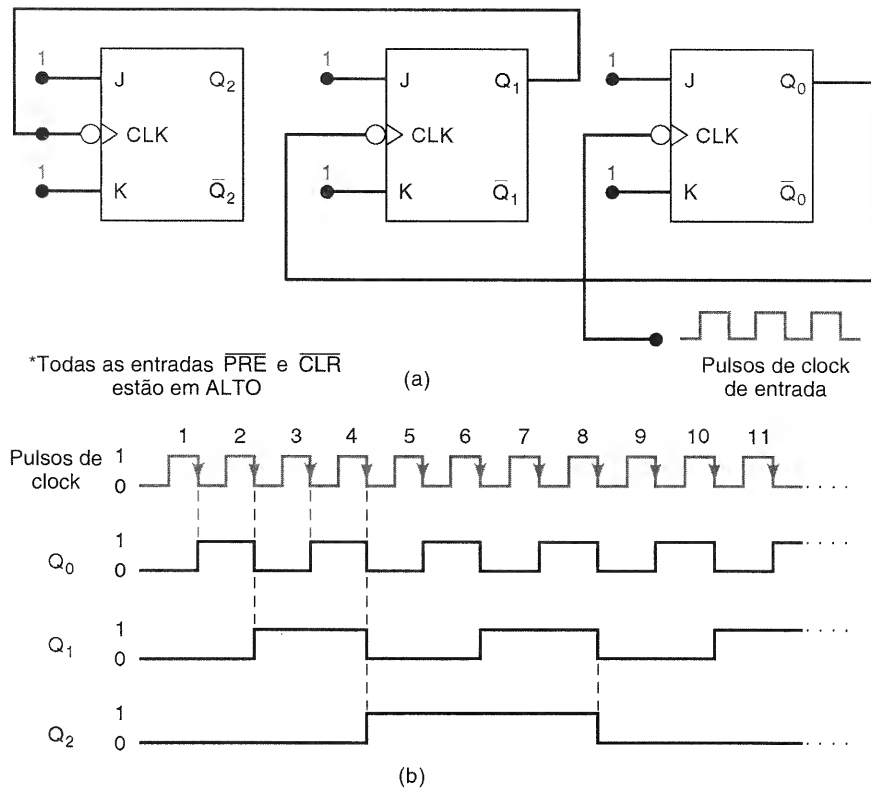 1 1 1
J Q₂ J Q₁ J Q₀
CLK CLK CLK
1 1 1
K Q̅₂ K Q̅₁ K Q̅₀
*Todas as entradas P̅R̅E̅ e C̅L̅R̅
estão em ALTO
(a)
Pulsos de clock
de entrada
1 2 3 4 5 6 7 8 9 10 11
Pulsos de
clock
1
0
. . . .
Q₀
1
0
. . . .
Q₁
1
0
. . . .
Q₂
1
0
. . . .
(b)